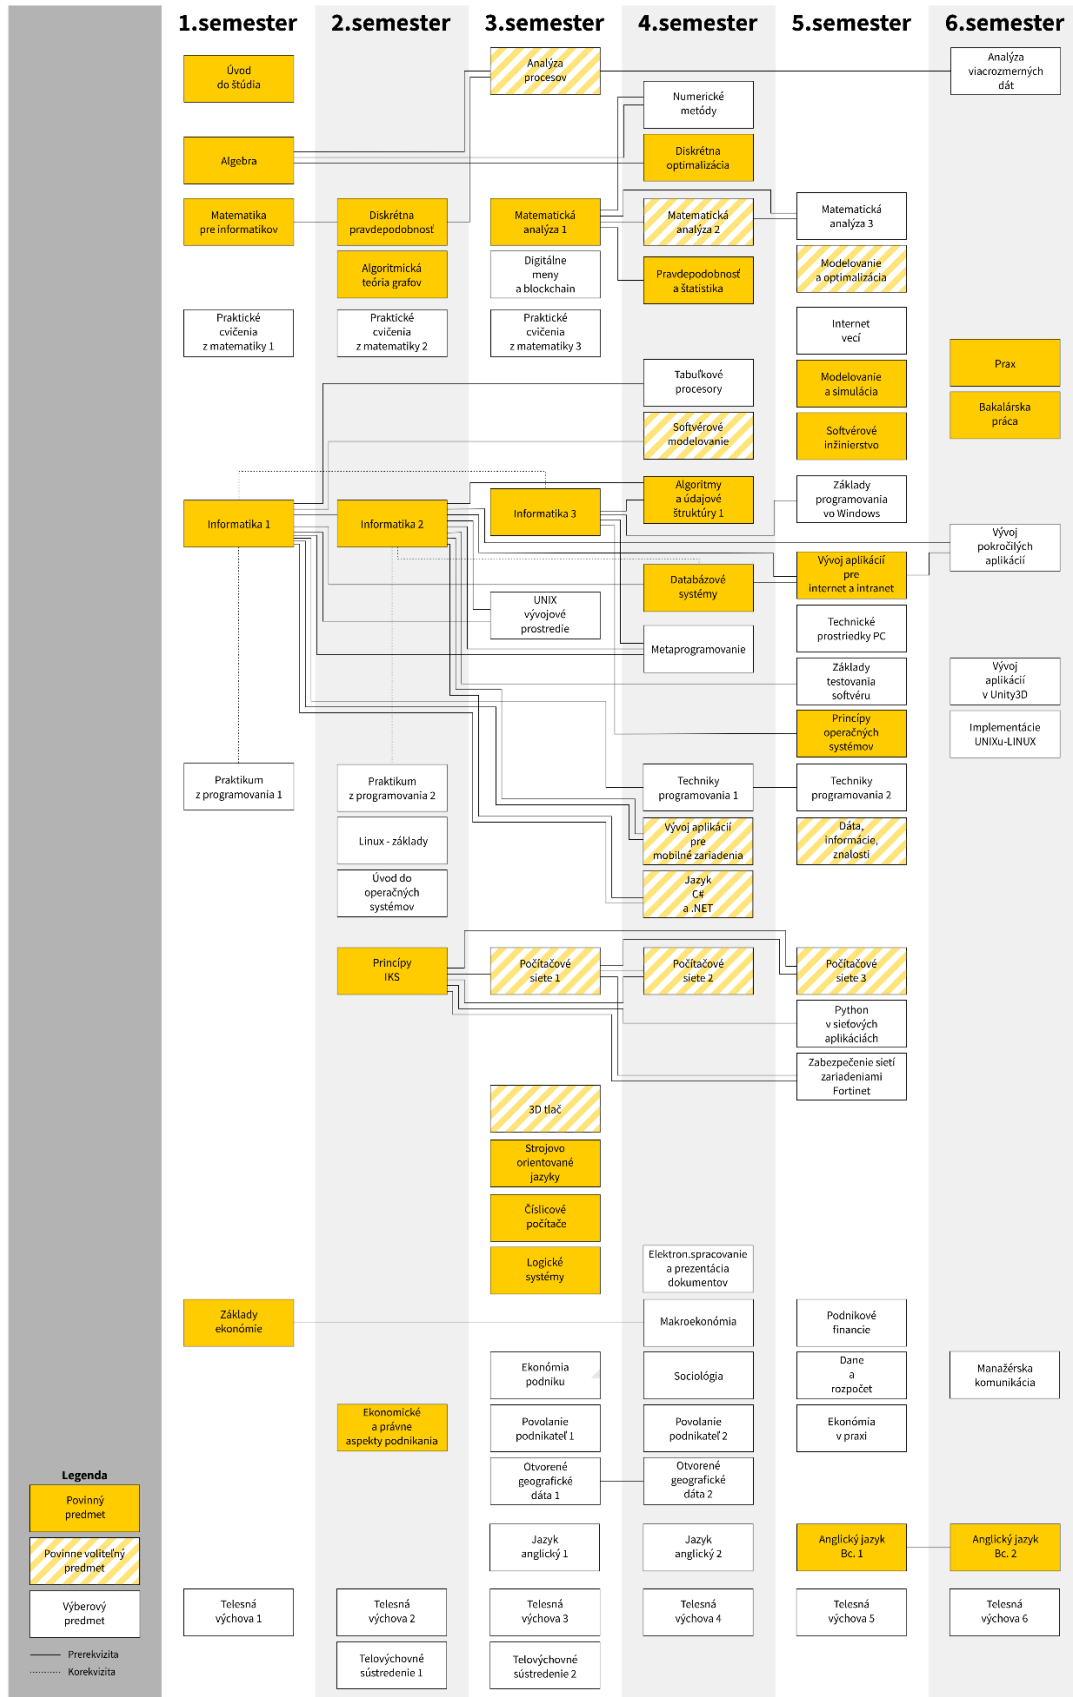 1.semester
2.semester
3.semester
4.semester
5.semester
6.semester
Úvod
do štúdia
Algebra
Matematika
pre informatikov
Praktické
cvičenia
z matematiky 1
Informatika 1
Praktikum
z programovania 1
Základy
ekonómie
Telesná
výchova 1
Diskrétna
pravdepodobnosť
Algoritmická
teória grafov
Praktické
cvičenia
z matematiky 2
Informatika 2
Praktikum
z programovania 2
Linux - základy
Úvod do
operačných
systémov
Princípy
IKS
Ekonomické
a právne
aspekty podnikania
Telesná
výchova 2
Telovýchovné
sústredenie 1
Analýza
procesov
Matematická
analýza 1
Digitálne
meny
a blockchain
Praktické
cvičenia
z matematiky 3
Informatika 3
UNIX
vývojové
prostredie
Počítačové
siete 1
3D tlač
Strojovo
orientované
jazyky
Číslicové
počítače
Logické
systémy
Ekonómia
podniku
Povolanie
podnikateľ 1
Otvorené
geografické
dáta 1
Jazyk
anglický 1
Telesná
výchova 3
Telovýchovné
sústredenie 2
Numerické
metódy
Diskrétna
optimalizácia
Matematická
analýza 2
Pravdepodobnosť
a štatistika
Tabuľkové
procesory
Softvérové
modelovanie
Algoritmy
a údajové
štruktúry 1
Databázové
systémy
Metaprogramovanie
Techniky
programovania 1
Vývoj aplikácií
pre
mobilné zariadenia
Jazyk
C#
a .NET
Počítačové
siete 2
Elektron.spracovanie
a prezentácia
dokumentov
Makroekonómia
Sociológia
Povolanie
podnikateľ 2
Otvorené
geografické
dáta 2
Jazyk
anglický 2
Telesná
výchova 4
Matematická
analýza 3
Modelovanie
a optimalizácia
Internet
vecí
Modelovanie
a simulácia
Softvérové
inžinierstvo
Základy
programovania
vo Windows
Vývoj aplikácií
pre
internet a intranet
Technické
prostriedky PC
Základy
testovania
softvéru
Princípy
operačných
systémov
Techniky
programovania 2
Dáta,
informácie,
znalosti
Počítačové
siete 3
Python
v sieťových
aplikáciách
Zabezpečenie sietí
zariadeniami
Fortinet
Podnikové
financie
Dane
a
rozpočet
Ekonómia
v praxi
Anglický jazyk
Bc. 1
Telesná
výchova 5
Analýza
viacrozmerných
dát
Prax
Bakalárska
práca
Vývoj
pokročilých
aplikácií
Vývoj
aplikácií
v Unity3D
Implementácie
UNIXu-LINUX
Manažérska
komunikácia
Anglický jazyk
Bc. 2
Telesná
výchova 6
Legenda
Povinný
predmet
Povinne voliteľný
predmet
Výberový
predmet
Prerekvizita
Korekvizita